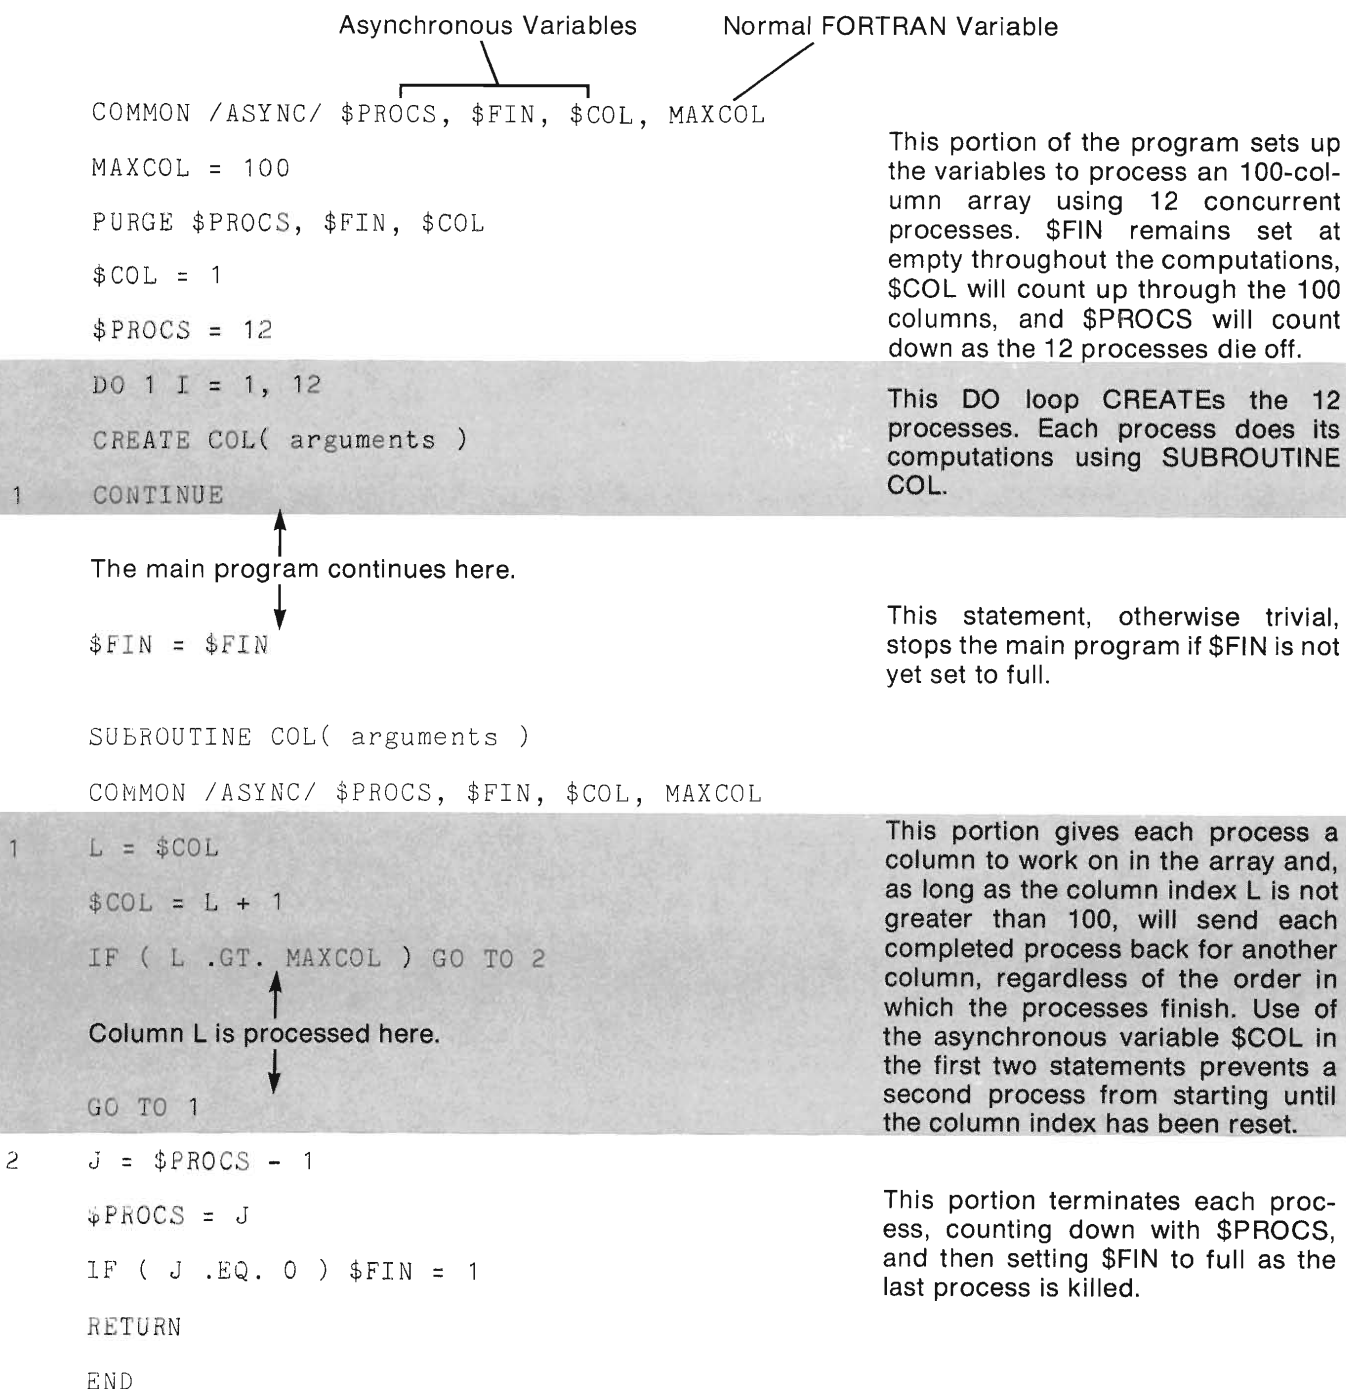 Asynchronous Variables Normal FORTRAN Variable
COMMON /ASYNC/ $PROCS, $FIN, $COL, MAXCOL
MAXCOL = 100
PURGE $PROCS, $FIN, $COL
$COL = 1
$PROCS = 12
This portion of the program sets up
the variables to process an 100-col-
umn array using 12 concurrent
processes. $FIN remains set at
empty throughout the computations,
$COL will count up through the 100
columns, and $PROCS will count
down as the 12 processes die off.
DO 1 I = 1, 12
CREATE COL( arguments )
1 CONTINUE
This DO loop CREATEs the 12
processes. Each process does its
computations using SUBROUTINE
COL.
The main program continues here.
$FIN = $FIN
This statement, otherwise trivial,
stops the main program if $FIN is not
yet set to full.
SUBROUTINE COL( arguments )
COMMON /ASYNC/ $PROCS, $FIN, $COL, MAXCOL
1 L = $COL
$COL = L + 1
IF ( L .GT. MAXCOL ) GO TO 2
Column L is processed here.
GO TO 1
This portion gives each process a
column to work on in the array and,
as long as the column index L is not
greater than 100, will send each
completed process back for another
column, regardless of the order in
which the processes finish. Use of
the asynchronous variable $COL in
the first two statements prevents a
second process from starting until
the column index has been reset.
2 J = $PROCS - 1
$PROCS = J
IF ( J .EQ. 0 ) $FIN = 1
RETURN
END
This portion terminates each proc-
ess, counting down with $PROCS,
and then setting $FIN to full as the
last process is killed.